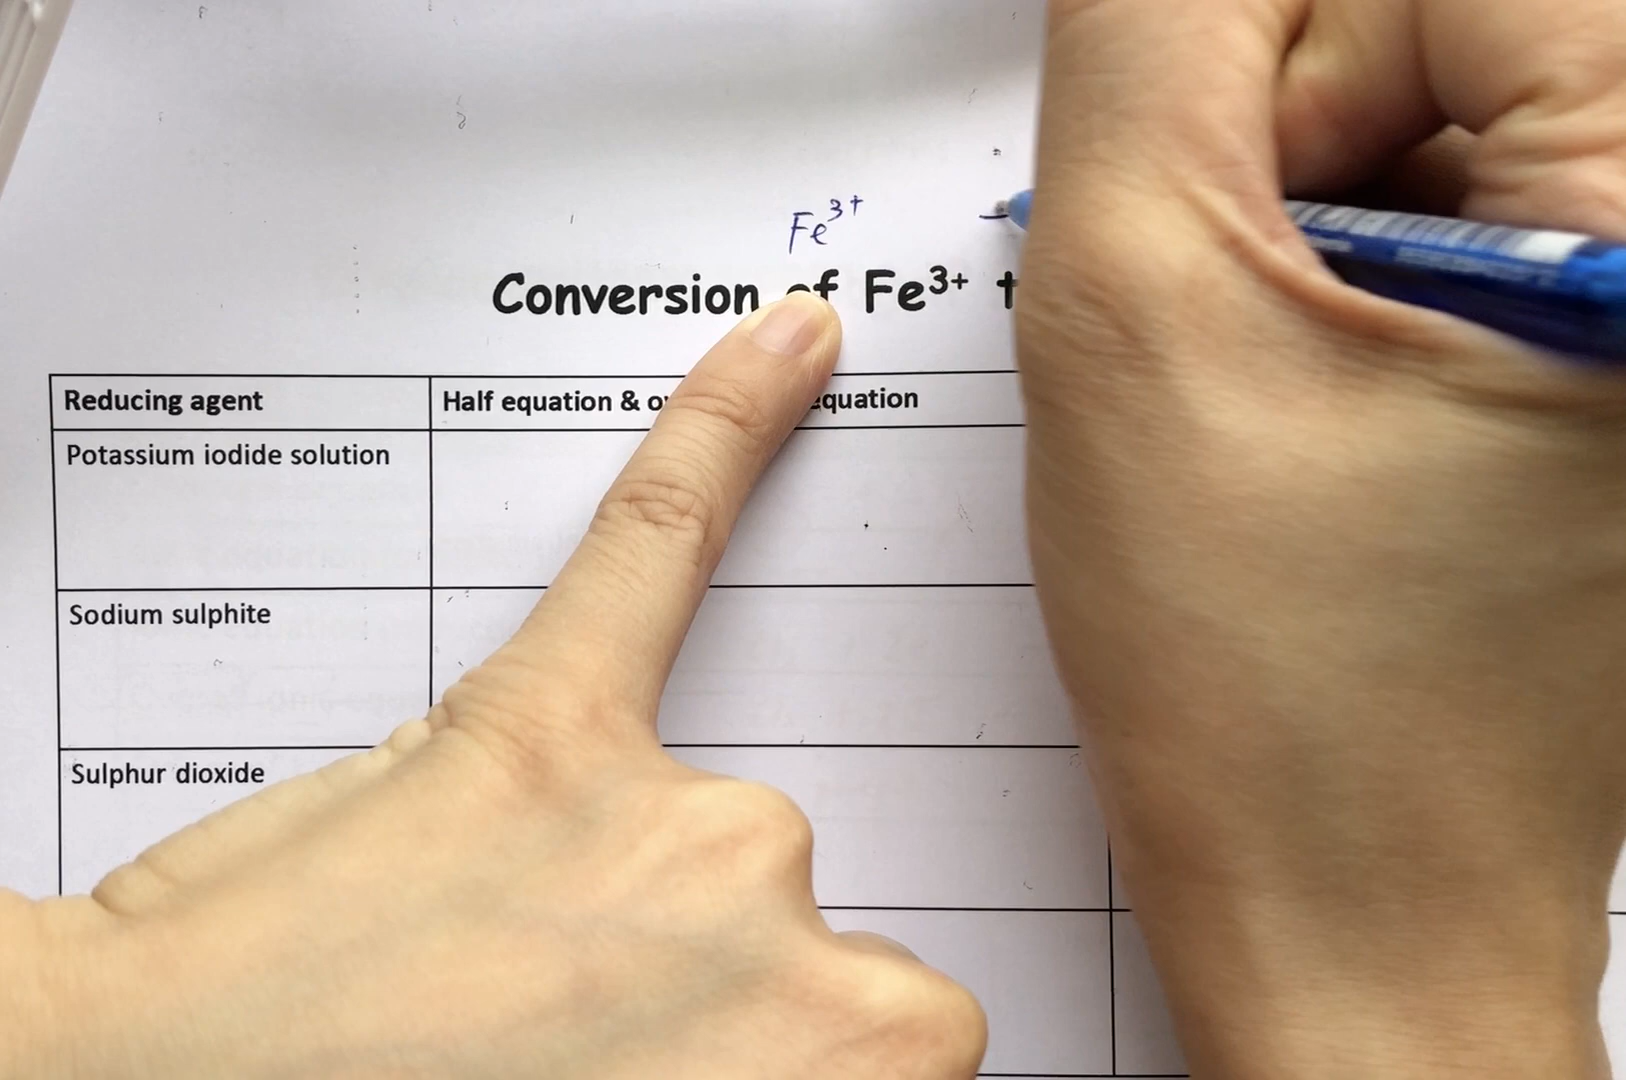 Fe³⁺
Conversion of Fe³⁺
Reducing agent
Half equation & equation
Potassium iodide solution
Sodium sulphite
Sulphur dioxide